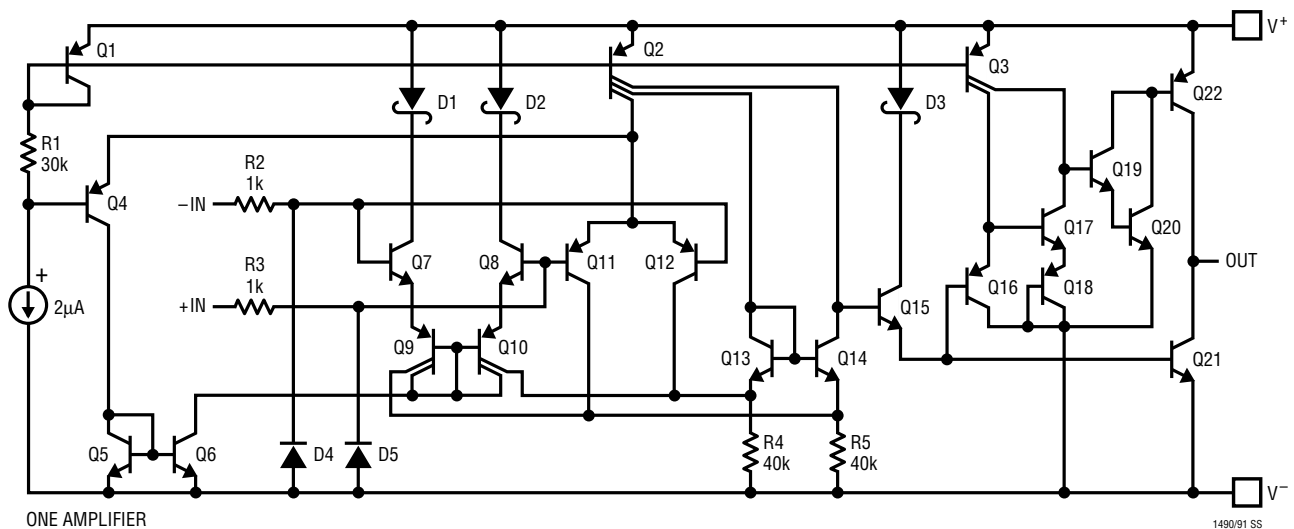 V+
Q1
Q2
Q3
Q22
D1
D2
D3
R1
30k
R2
1k
Q19
Q4
–IN
Q17
Q20
Q7
Q8
Q11
Q12
OUT
R3
1k
+
2μA
+IN
Q15
Q16
Q18
Q9
Q10
Q13
Q14
Q21
Q5
Q6
D4
D5
R4
40k
R5
40k
V–
ONE AMPLIFIER
1490/91 SS